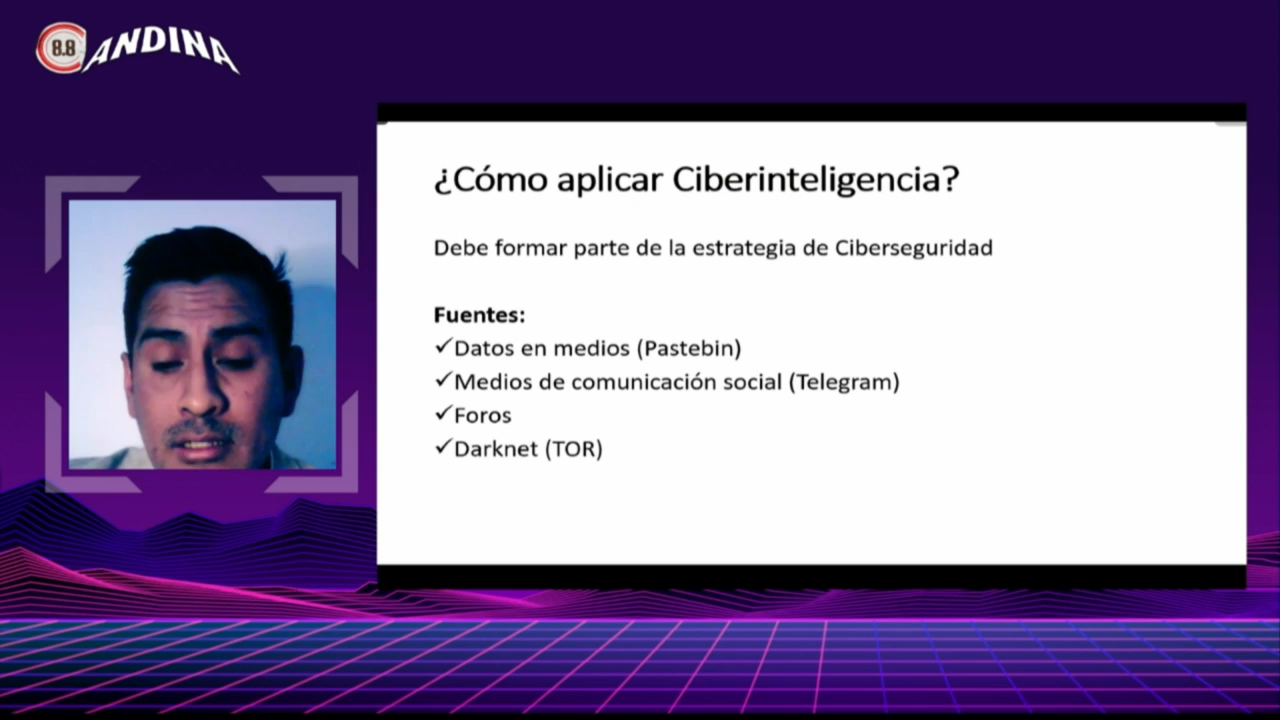 8.8 ANDINA
¿Cómo aplicar Ciberinteligencia?
Debe formar parte de la estrategia de Ciberseguridad
Fuentes:
✓Datos en medios (Pastebin)
✓Medios de comunicación social (Telegram)
✓Foros
✓Darknet (TOR)